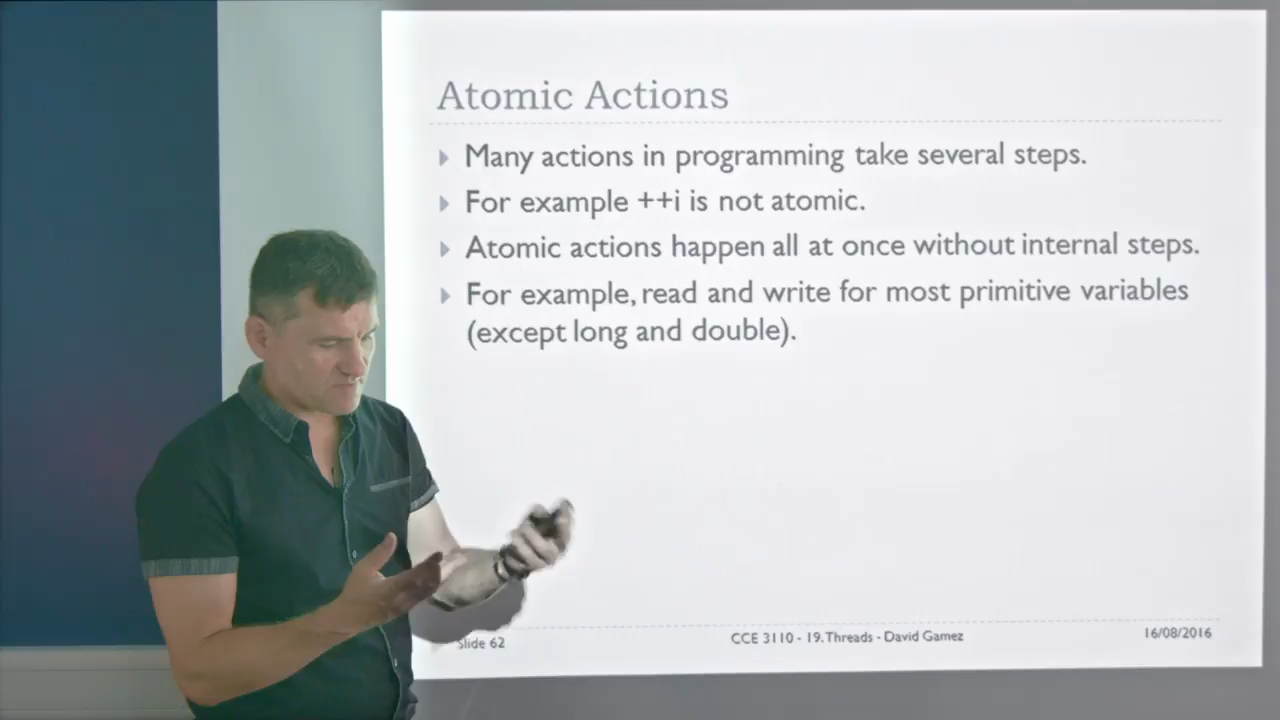 Atomic Actions
Many actions in programming take several steps.
For example ++i is not atomic.
Atomic actions happen all at once without internal steps.
For example, read and write for most primitive variables
(except long and double).
Slide 62
CCE 3110 - 19. Threads - David Gamez
16/08/2016